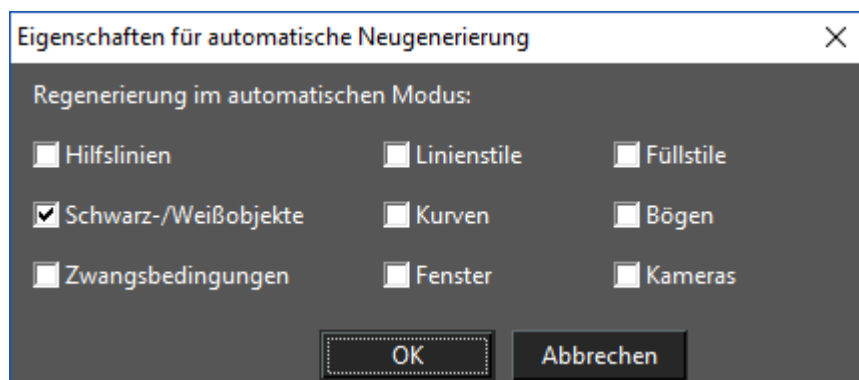 Eigenschaften für automatische Neugenerierung
Regenerierung im automatischen Modus:
Hilfslinien Linienstile Füllstile
Schwarz-/Weißobjekte Kurven Bögen
Zwangsbedingungen Fenster Kameras
OK Abbrechen